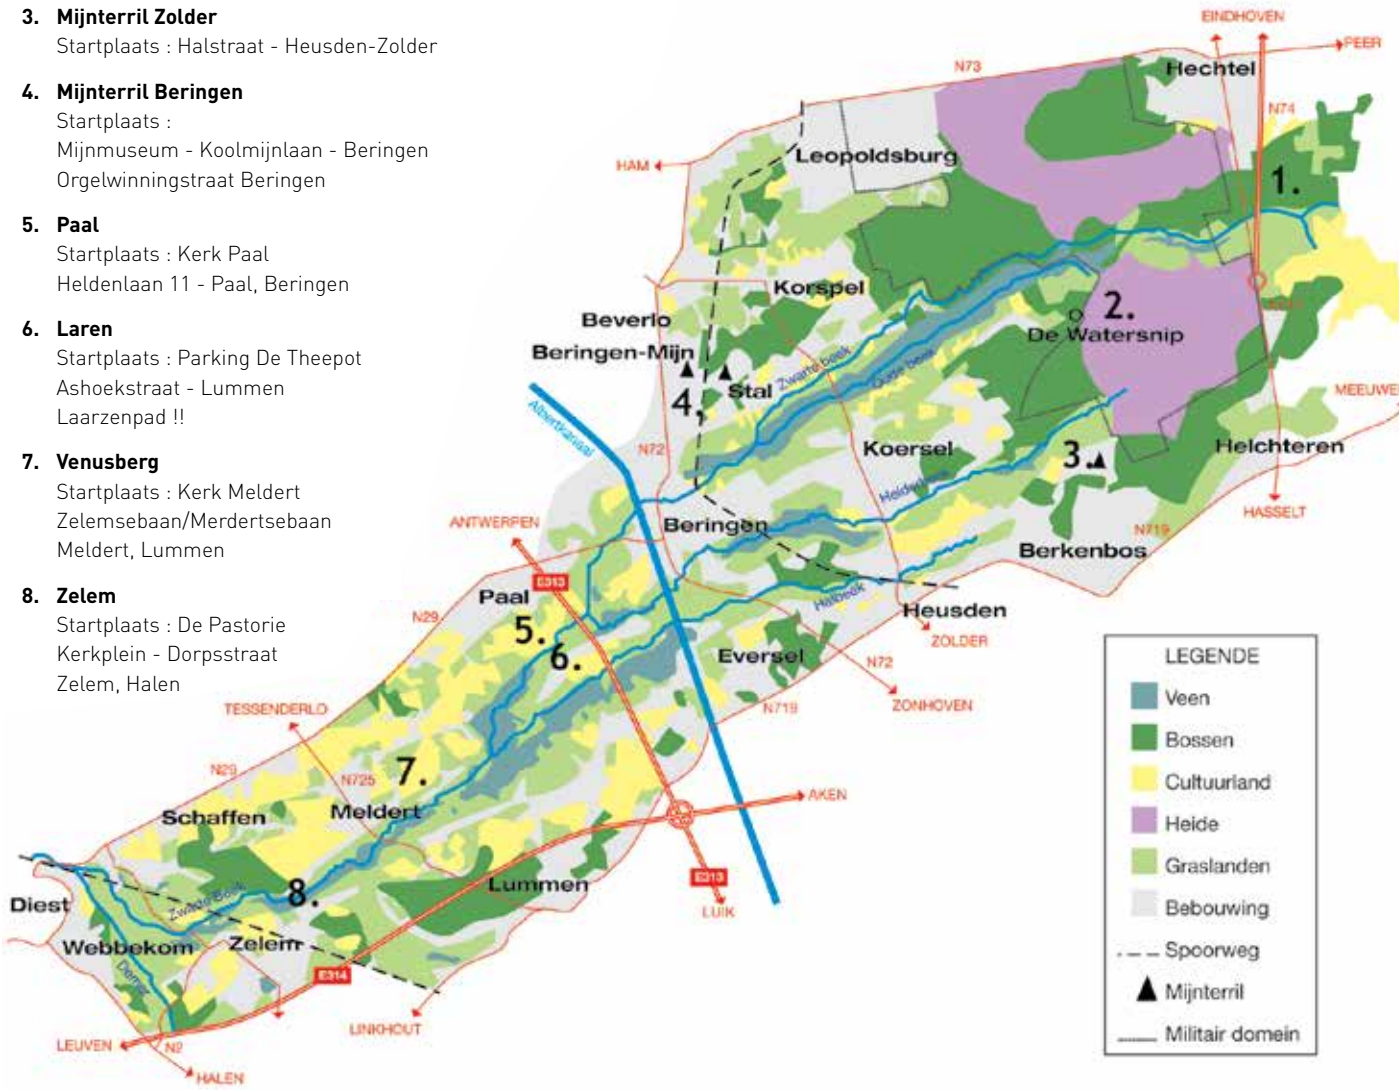 3. Mijnterril Zolder
Startplaats : Halstraat - Heusden-Zolder
4. Mijnterril Beringen
Startplaats :
Mijnmuseum - Koolmijnlaan - Beringen
Orgelwinningstraat Beringen
5. Paal
Startplaats : Kerk Paal
Heldenlaan 11 - Paal, Beringen
6. Laren
Startplaats : Parking De Theepot
Ashoekstraat - Lummen
Laarzenpad !!
7. Venusberg
Startplaats : Kerk Meldert
Zelemsebaan/Merdertsebaan
Meldert, Lummen
8. Zelem
Startplaats : De Pastorie
Kerkplein - Dorpsstraat
Zelem, Halen
EINDHOVEN
PEER
N73
Hechtel
N74
HAM
Leopoldsburg
1.
Korspel
2.
De Watersnip
Beverlo
Beringen-Mijn
Stal
Zwarte beek
Oude beek
4,
MEEUWE
Albertkanaal
N72
Koersel
3.
Helchteren
HASSELT
ANTWERPEN
Beringen
N719
Berkenbos
E313
Paal
N29
Halbeek
Heusden
5.
6.
ZOLDER
Eversel
N72
ZONHOVEN
N719
TESSENDERLO
N29
N725
7.
Meldert
Schaffen
AKEN
E313
LUIK
Lummen
8.
Zwarte Beek
Diest
Webbekom
Zelem
Demer
E314
LINKHOUT
LEUVEN
N2
HALEN
LEGENDE
Veen
Bossen
Cultuurland
Heide
Graslanden
Bebouwing
Spoorweg
Mijnterril
Militair domein